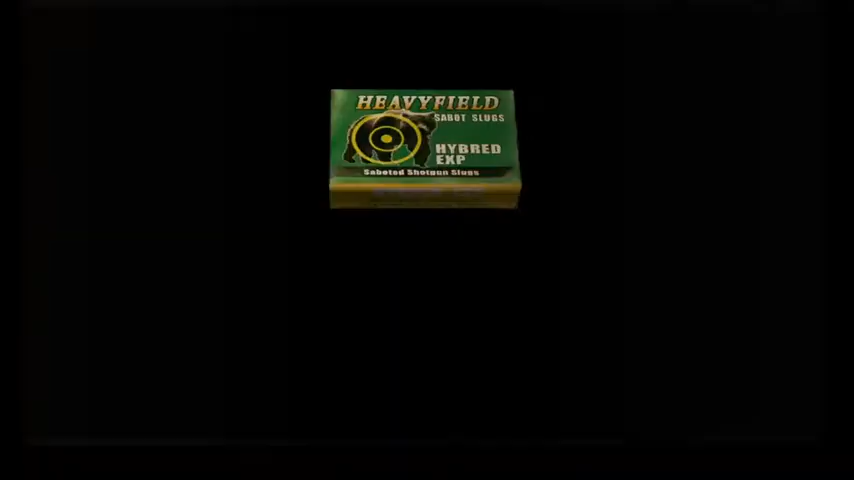 HEAVYFIELD
SABOT SLUGS
HYBRED
EXP
Saboted Shotgun Slugs